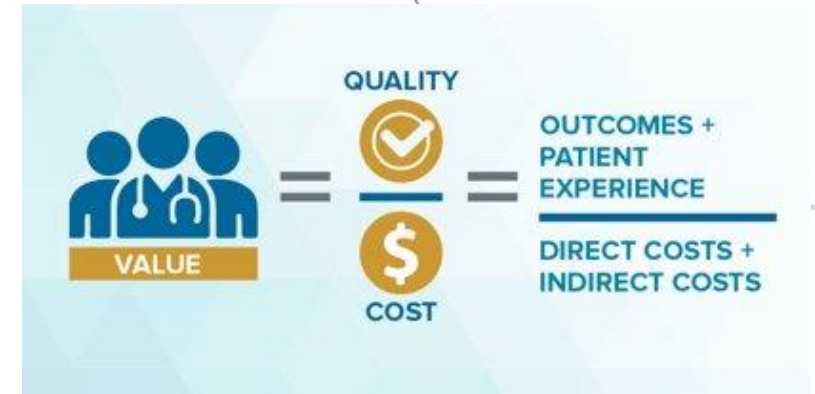 VALUE
=
QUALITY
$
COST
=
OUTCOMES +
PATIENT
EXPERIENCE
DIRECT COSTS +
INDIRECT COSTS